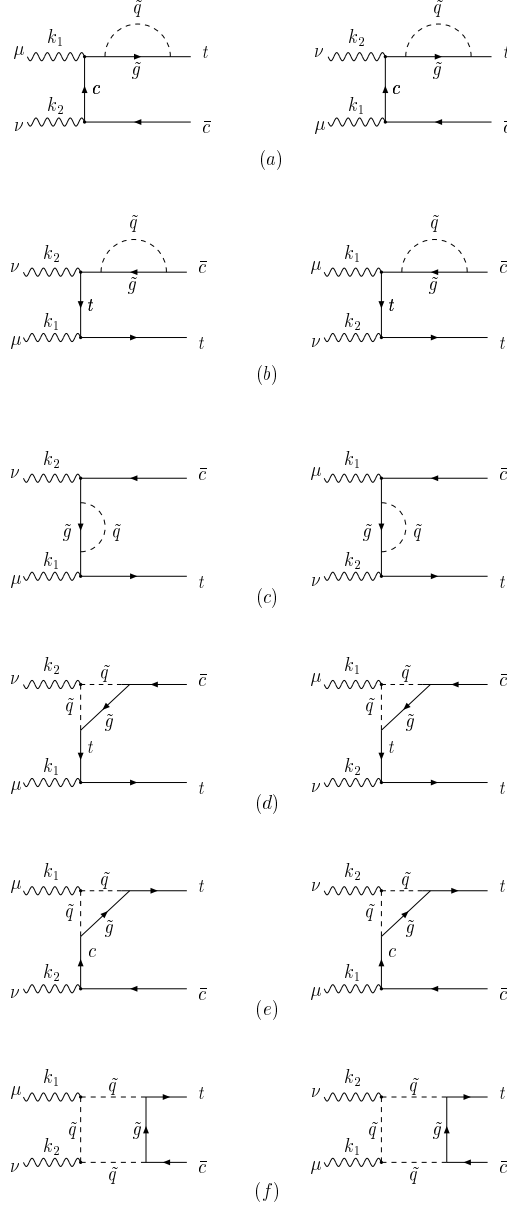 q̃ q̃
μ k₁ t ν k₂ t
g̃ g̃
c c
ν k₂ c̄ μ k₁ c̄
(a)
q̃ q̃
ν k₂ c̄ μ k₁ c̄
g̃ g̃
t t
μ k₁ t ν k₂ t
(b)
ν k₂ c̄ μ k₁ c̄
g̃ q̃ g̃ q̃
μ k₁ t ν k₂ t
(c)
ν k₂ q̃ c̄ μ k₁ q̃ c̄
q̃ g̃ q̃ g̃
t t
μ k₁ t ν k₂ t
(d)
μ k₁ q̃ t ν k₂ q̃ t
q̃ g̃ q̃ g̃
c c
ν k₂ c̄ μ k₁ c̄
(e)
μ k₁ q̃ t ν k₂ q̃ t
q̃ g̃ q̃ g̃
ν k₂ q̃ c̄ μ k₁ q̃ c̄
(f)